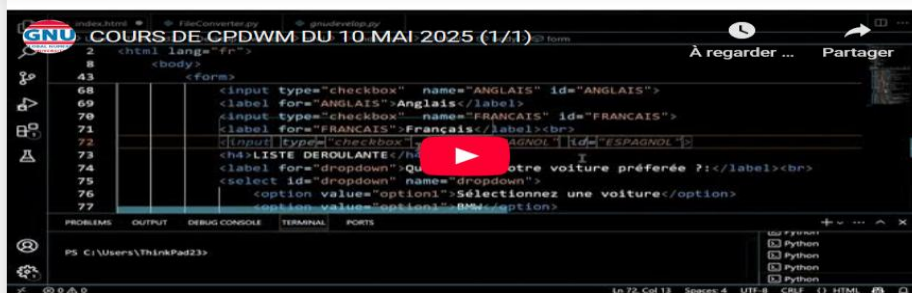 index.html FileConverter.py gnudevelop.py
GNU COURS DE CPDWM DU 10 MAI 2025 (1/1)
À regarder ... Partager
form
2 <html lang="fr">
8 <body>
43 <form>
68 <input type="checkbox" name="ANGLAIS" id="ANGLAIS">
69 <label for="ANGLAIS">Anglais</label>
70 <input type="checkbox" name="FRANCAIS" id="FRANCAIS">
71 <label for="FRANCAIS">Français</label><br>
72 <input type="checkbox" AGNOL" id="ESPAGNOL">
73 <h4>LISTE DEROULANTE</h
74 <label for="dropdown">Qu otre voiture préferée ?:</label><br>
75 <select id="dropdown" name="dropdown">
76 <option value="option1">Sélectionnez une voiture</option>
77 <option value="option1">BMW</option>
PROBLEMS OUTPUT DEBUG CONSOLE TERMINAL PORTS
Python
PS C:\Users\ThinkPad23>
Python
Python
Python
Python
0 0 Ln 72, Col 13 Spaces: 4 UTF-8 CRLF {} HTML